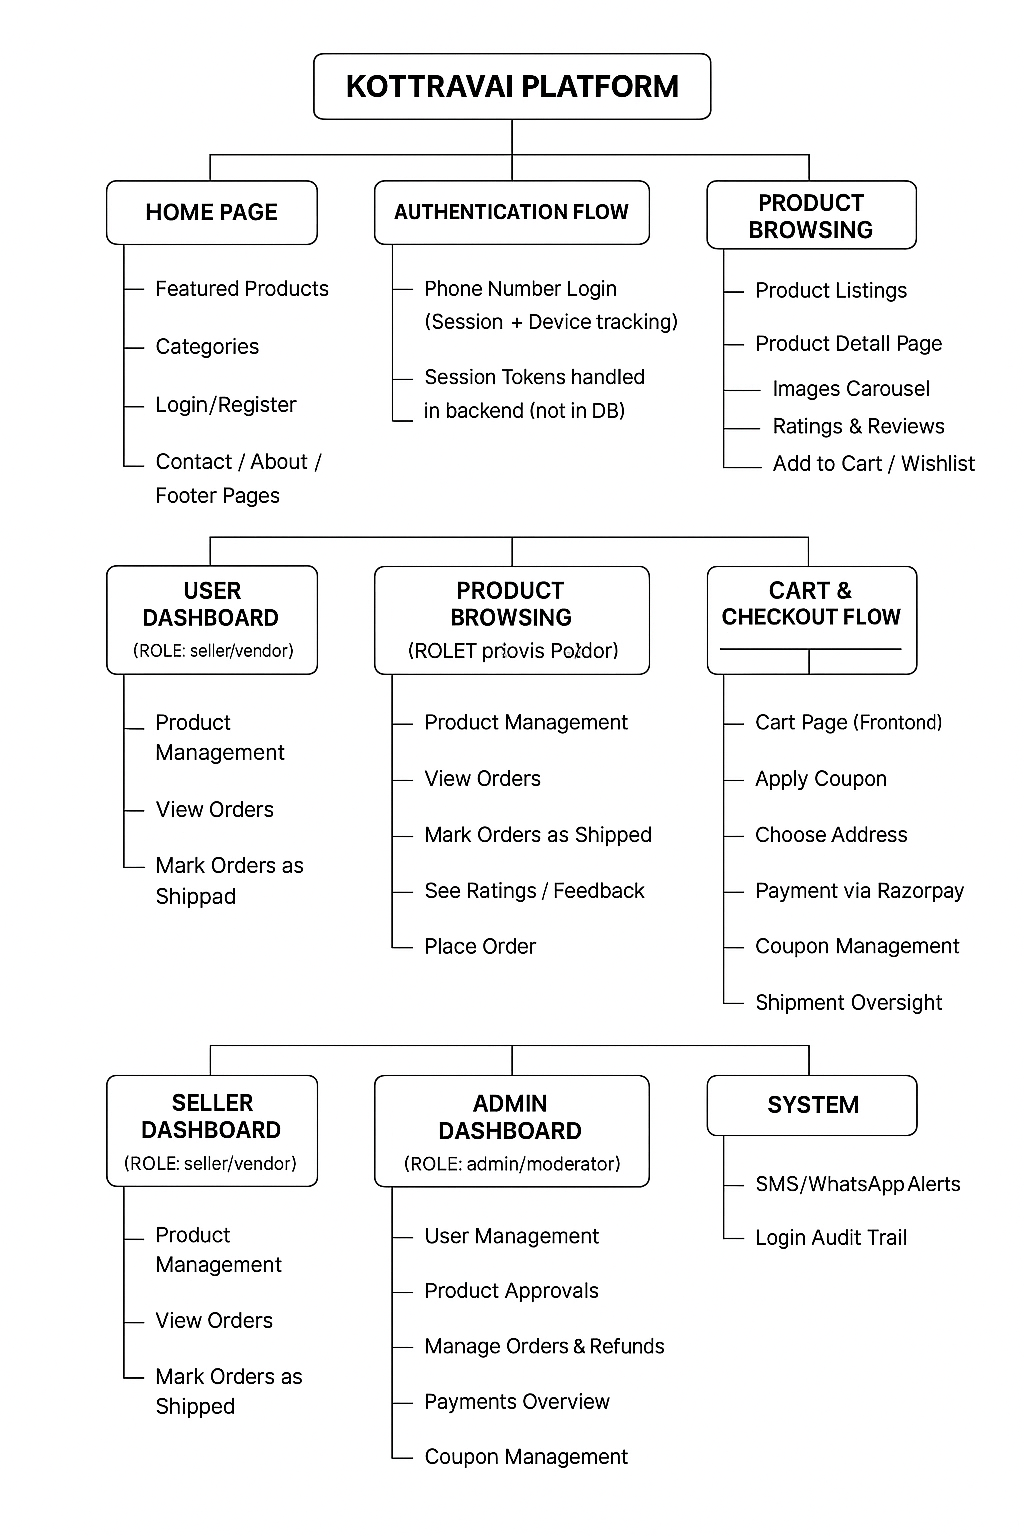 KOTTRAVAI PLATFORM
HOME PAGE
Featured Products
Categories
Login/Register
Contact / About /
Footer Pages
AUTHENTICATION FLOW
Phone Number Login
(Session + Device tracking)
Session Tokens handled
in backend (not in DB)
PRODUCT
BROWSING
Product Listings
Product Detall Page
Images Carousel
Ratings & Reviews
Add to Cart / Wishlist
USER
DASHBOARD
(ROLE: seller/vendor)
Product
Management
View Orders
Mark Orders as
Shippad
PRODUCT
BROWSING
(ROLET
Product Management
View Orders
Mark Orders as Shipped
See Ratings / Feedback
Place Order
CART &
CHECKOUT FLOW
Cart Page (Frontond)
Apply Coupon
Choose Address
Payment via Razorpay
Coupon Management
Shipment Oversight
SELLER
DASHBOARD
(ROLE: seller/vendor)
Product
Management
View Orders
Mark Orders as
Shipped
ADMIN
DASHBOARD
(ROLE: admin/moderator)
User Management
Product Approvals
Manage Orders & Refunds
Payments Overview
Coupon Management
SYSTEM
SMS/WhatsApp Alerts
Login Audit Trail